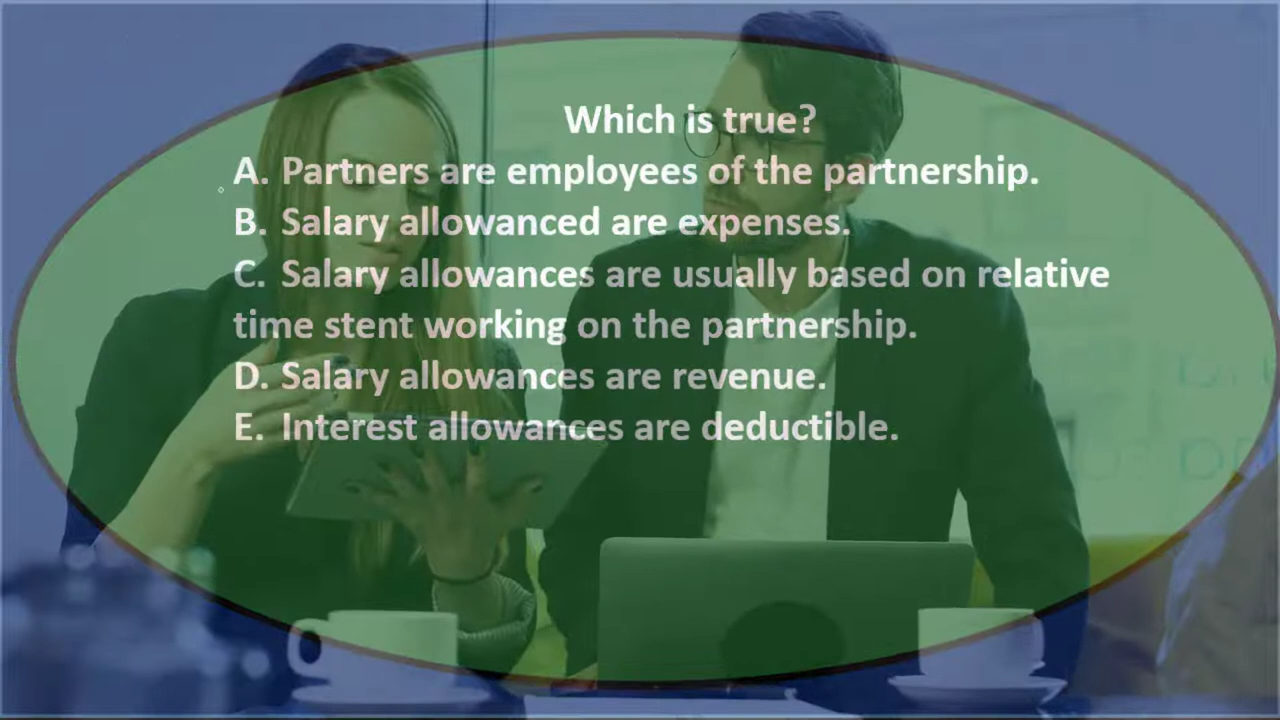 Which is true?
A. Partners are employees of the partnership.
B. Salary allowanced are expenses.
C. Salary allowances are usually based on relative
time stent working on the partnership.
D. Salary allowances are revenue.
E. Interest allowances are deductible.